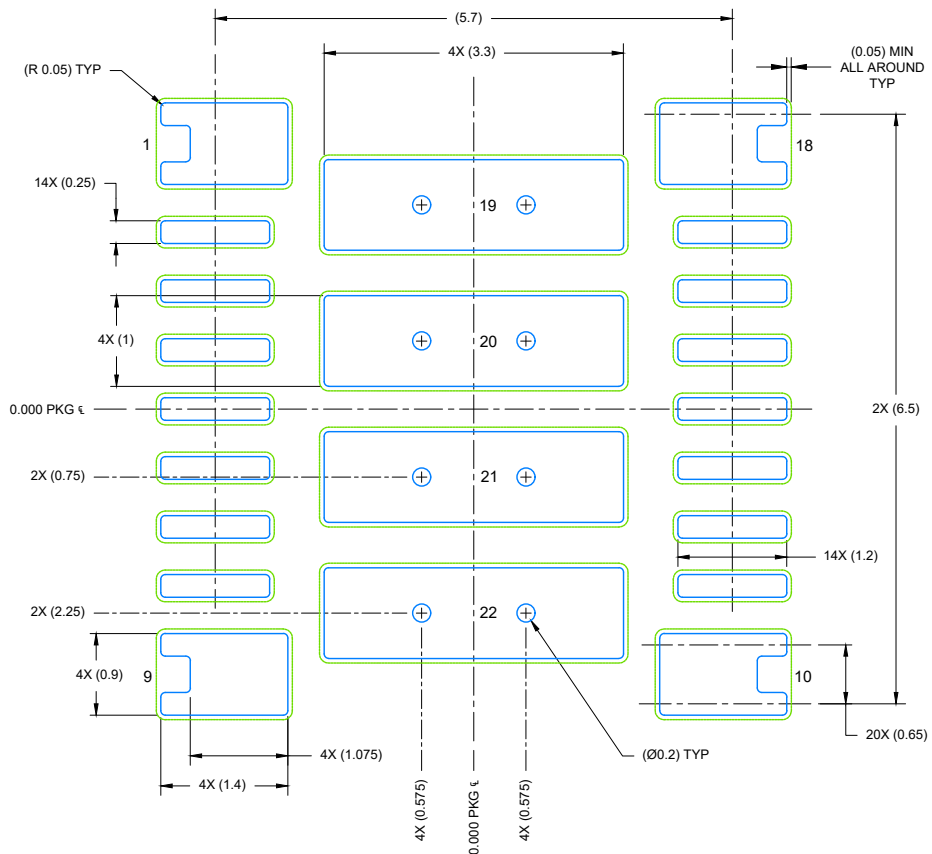 (5.7)
4X (3.3)
(R 0.05) TYP
(0.05) MIN
ALL AROUND
TYP
1
18
14X (0.25)
19
4X (1)
20
0.000 PKG ℄
2X (6.5)
2X (0.75)
21
14X (1.2)
2X (2.25)
22
4X (0.9)
9
10
20X (0.65)
4X (1.075)
(Ø0.2) TYP
4X (1.4)
4X (0.575)
0.000 PKG ℄
4X (0.575)